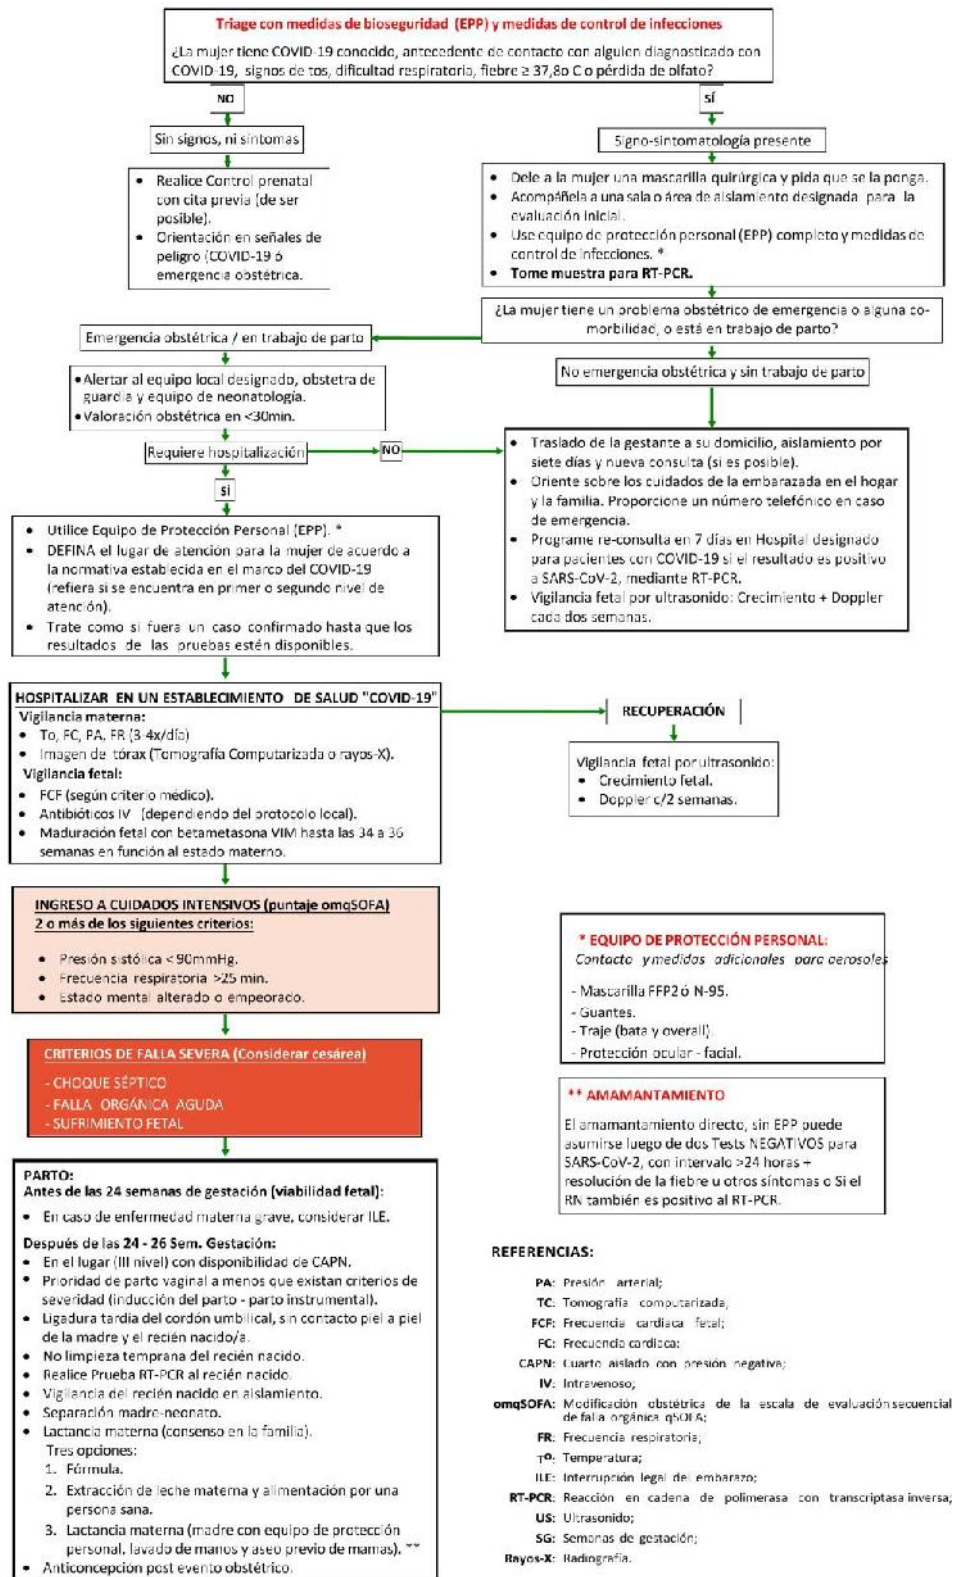 Triage con medidas de bioseguridad (EPP) y medidas de control de infecciones
¿La mujer tiene COVID-19 conocido, antecedente de contacto con alguien diagnosticado con
COVID-19, signos de tos, dificultad respiratoria, fiebre ≥ 37,8o C o pérdida de olfato?
NO
SÍ
Sin signos, ni síntomas
Signo-sintomatología presente
• Realice Control prenatal
con cita previa (de ser
posible).
• Orientación en señales de
peligro (COVID-19 ó
emergencia obstétrica.
• Dele a la mujer una mascarilla quirúrgica y pida que se la ponga.
• Acompáñela a una sala o área de aislamiento designada para la
evaluación inicial.
• Use equipo de protección personal (EPP) completo y medidas de
control de infecciones. *
• Tome muestra para RT-PCR.
¿La mujer tiene un problema obstétrico de emergencia o alguna co-
morbilidad, o está en trabajo de parto?
Emergencia obstétrica / en trabajo de parto
No emergencia obstétrica y sin trabajo de parto
• Alertar al equipo local designado, obstetra de
guardia y equipo de neonatología.
• Valoración obstétrica en <30min.
Requiere hospitalización
NO
SÍ
• Traslado de la gestante a su domicilio, aislamiento por
siete días y nueva consulta (si es posible).
• Oriente sobre los cuidados de la embarazada en el hogar
y la familia. Proporcione un número telefónico en caso
de emergencia.
• Programe re-consulta en 7 días en Hospital designado
para pacientes con COVID-19 si el resultado es positivo
a SARS-CoV-2, mediante RT-PCR.
• Vigilancia fetal por ultrasonido: Crecimiento + Doppler
cada dos semanas.
• Utilice Equipo de Protección Personal (EPP). *
• DEFINA el lugar de atención para la mujer de acuerdo a
la normativa establecida en el marco del COVID-19
(refiera si se encuentra en primer o segundo nivel de
atención).
• Trate como si fuera un caso confirmado hasta que los
resultados de las pruebas estén disponibles.
HOSPITALIZAR EN UN ESTABLECIMIENTO DE SALUD "COVID-19"
Vigilancia materna:
• To, FC, PA, FR (3-4x/día)
• Imagen de tórax (Tomografía Computarizada o rayos-X).
Vigilancia fetal:
• FCF (según criterio médico).
• Antibióticos IV (dependiendo del protocolo local).
• Maduración fetal con betametasona VIM hasta las 34 a 36
semanas en función al estado materno.
RECUPERACIÓN
Vigilancia fetal por ultrasonido:
• Crecimiento fetal.
• Doppler c/2 semanas.
INGRESO A CUIDADOS INTENSIVOS (puntaje omqSOFA)
2 o más de los siguientes criterios:
• Presión sistólica < 90mmHg.
• Frecuencia respiratoria >25 min.
• Estado mental alterado o empeorado.
CRITERIOS DE FALLA SEVERA (Considerar cesárea)
- CHOQUE SÉPTICO
- FALLA ORGÁNICA AGUDA
- SUFRIMIENTO FETAL
* EQUIPO DE PROTECCIÓN PERSONAL:
Contacto y medidas adicionales para aerosoles
- Mascarilla FFP2 ó N-95.
- Guantes.
- Traje (bata y overall).
- Protección ocular - facial.
** AMAMANTAMIENTO
El amamantamiento directo, sin EPP puede
asumirse luego de dos Tests NEGATIVOS para
SARS-CoV-2, con intervalo >24 horas +
resolución de la fiebre u otros síntomas o Si el
RN también es positivo al RT-PCR.
PARTO:
Antes de las 24 semanas de gestación (viabilidad fetal):
• En caso de enfermedad materna grave, considerar ILE.
Después de las 24 - 26 Sem. Gestación:
• En el lugar (III nivel) con disponibilidad de CAPN.
• Prioridad de parto vaginal a menos que existan criterios de
severidad (inducción del parto - parto instrumental).
• Ligadura tardía del cordón umbilical, sin contacto piel a piel
de la madre y el recién nacido/a.
• No limpieza temprana del recién nacido.
• Realice Prueba RT-PCR al recién nacido.
• Vigilancia del recién nacido en aislamiento.
• Separación madre-neonato.
• Lactancia materna (consenso en la familia).
Tres opciones:
1. Fórmula.
2. Extracción de leche materna y alimentación por una
persona sana.
3. Lactancia materna (madre con equipo de protección
personal, lavado de manos y aseo previo de mamas). **
• Anticoncepción post evento obstétrico.
REFERENCIAS:
PA: Presión arterial;
TC: Tomografía computarizada;
FCF: Frecuencia cardiaca fetal;
FC: Frecuencia cardiaca;
CAPN: Cuarto aislado con presión negativa;
IV: Intravenoso;
omqSOFA: Modificación obstétrica de la escala de evaluación secuencial
de falla orgánica qSOFA;
FR: Frecuencia respiratoria;
Tº: Temperatura;
ILE: Interrupción legal del embarazo;
RT-PCR: Reacción en cadena de polimerasa con transcriptasa inversa;
US: Ultrasonido;
SG: Semanas de gestación;
Rayos-X: Radiografía.